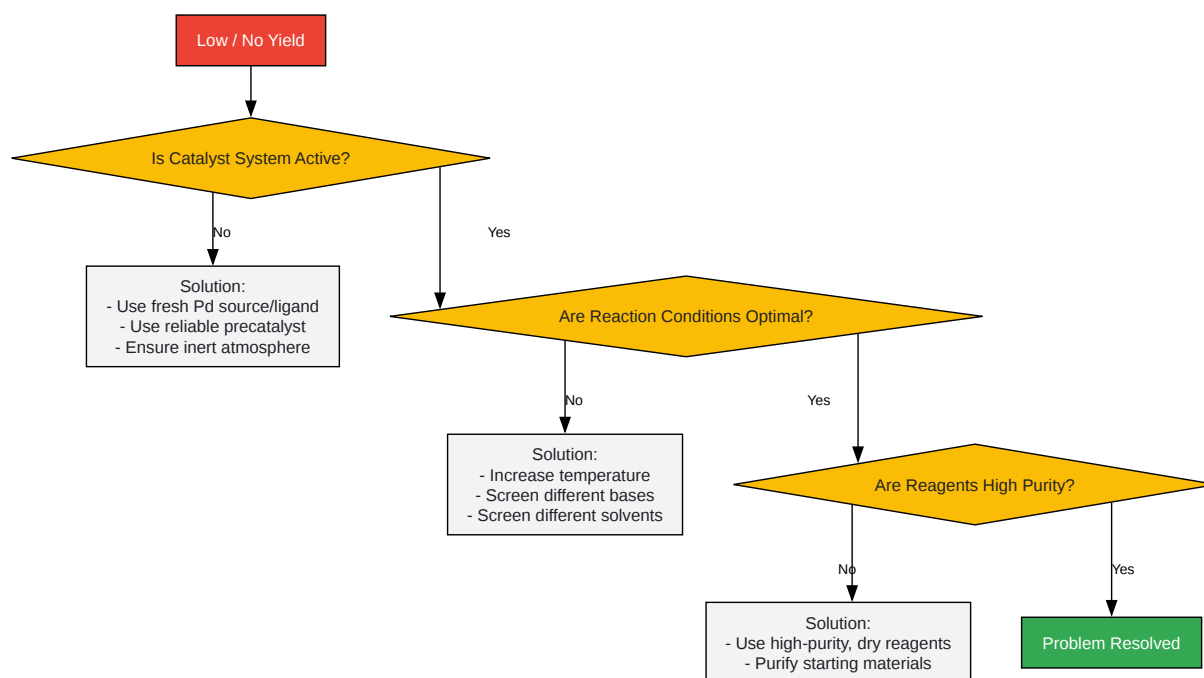 Low / No Yield
Is Catalyst System Active?
No
Yes
Solution:
- Use fresh Pd source/ligand
- Use reliable precatalyst
- Ensure inert atmosphere
Are Reaction Conditions Optimal?
No
Yes
Solution:
- Increase temperature
- Screen different bases
- Screen different solvents
Are Reagents High Purity?
No
Yes
Solution:
- Use high-purity, dry reagents
- Purify starting materials
Problem Resolved